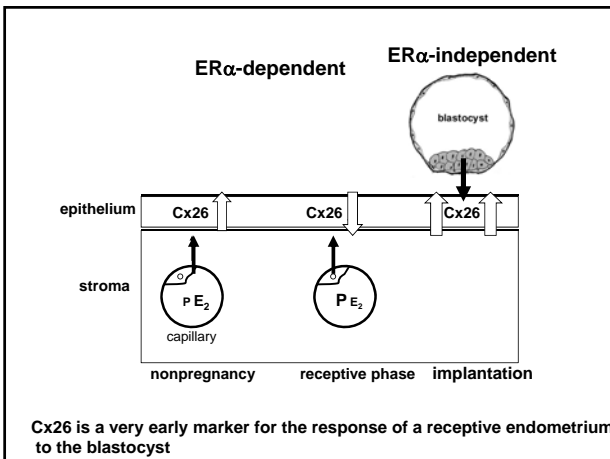 ERα-dependent
ERα-independent
blastocyst
epithelium
Cx26
Cx26
Cx26
stroma
P E₂
P E₂
capillary
nonpregnancy
receptive phase
implantation
Cx26 is a very early marker for the response of a receptive endometrium
to the blastocyst